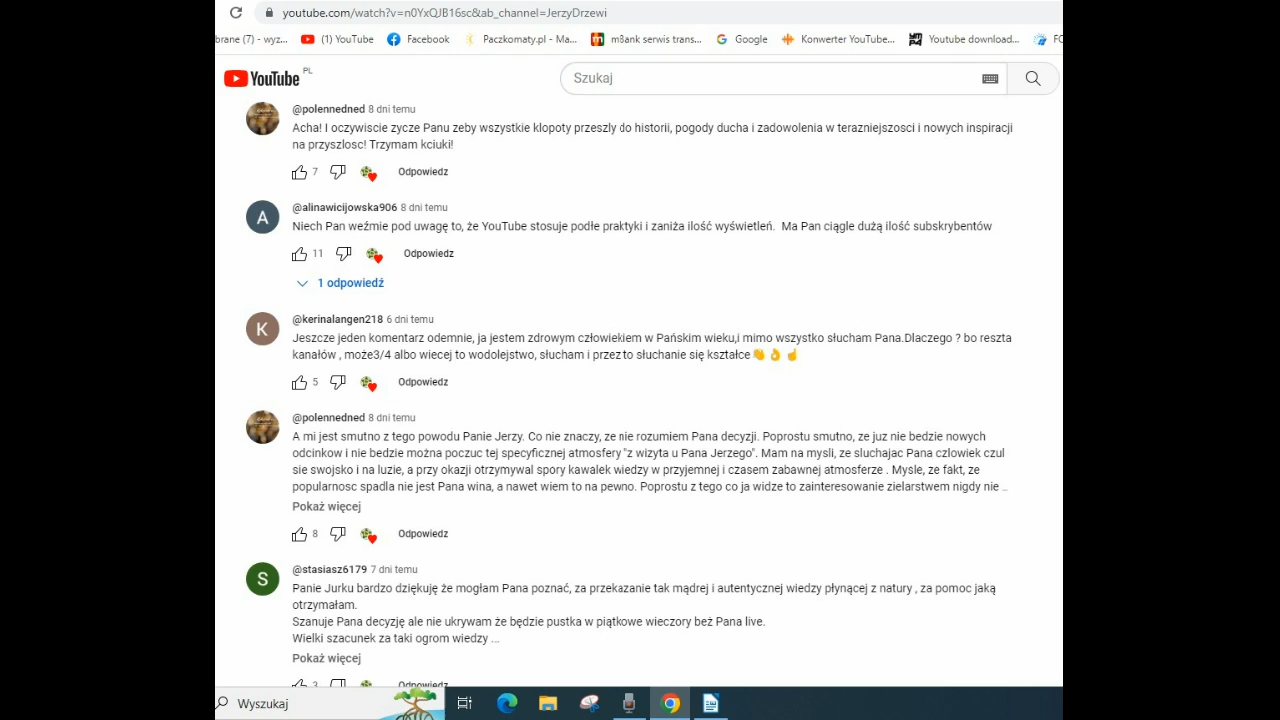 youtube.com/watch?v=n0YxQJB16sc&ab_channel=JerzyDrzewi
brane (7) - wyz... (1) YouTube Facebook Paczkomaty.pl - Ma... mBank serwis trans... Google Konwerter YouTube... Youtube download... FC
YouTube PL Szukaj
@polennedned 8 dni temu
Acha! I oczywiscie zycze Panu zeby wszystkie klopoty przeszly do historii, pogody ducha i zadowolenia w terazniejszosci i nowych inspiracji
na przyszlosc! Trzymam kciuki!
7 Odpowiedz
A @alinawicijowska906 8 dni temu
Niech Pan weźmie pod uwagę to, że YouTube stosuje podłe praktyki i zaniża ilość wyświetleń. Ma Pan ciągle dużą ilość subskrybentów
11 Odpowiedz
1 odpowiedź
K @kerinalangen218 6 dni temu
Jeszcze jeden komentarz odemnie, ja jestem zdrowym człowiekiem w Pańskim wieku,i mimo wszystko słucham Pana.Dlaczego ? bo reszta
kanałów , może3/4 albo wiecej to wodolejstwo, słucham i przez to słuchanie się kształce
5 Odpowiedz
@polennedned 8 dni temu
A mi jest smutno z tego powodu Panie Jerzy. Co nie znaczy, ze nie rozumiem Pana decyzji. Poprostu smutno, ze juz nie bedzie nowych
odcinkow i nie bedzie można poczuc tej specyficznej atmosfery "z wizyta u Pana Jerzego". Mam na mysli, ze sluchajac Pana człowiek czul
sie swojsko i na luzie, a przy okazji otrzymywal spory kawalek wiedzy w przyjemnej i czasem zabawnej atmosferze . Mysle, ze fakt, ze
popularnosc spadla nie jest Pana wina, a nawet wiem to na pewno. Poprostu z tego co ja widze to zainteresowanie zielarstwem nigdy nie ...
Pokaż więcej
8 Odpowiedz
S @stasiasz6179 7 dni temu
Panie Jurku bardzo dziękuję że mogłam Pana poznać, za przekazanie tak mądrej i autentycznej wiedzy płynącej z natury , za pomoc jaką
otrzymałam.
Szanuje Pana decyzję ale nie ukrywam że będzie pustka w piątkowe wieczory beż Pana live.
Wielki szacunek za taki ogrom wiedzy ...
Pokaż więcej
3 Odpowiedz
Wyszukaj